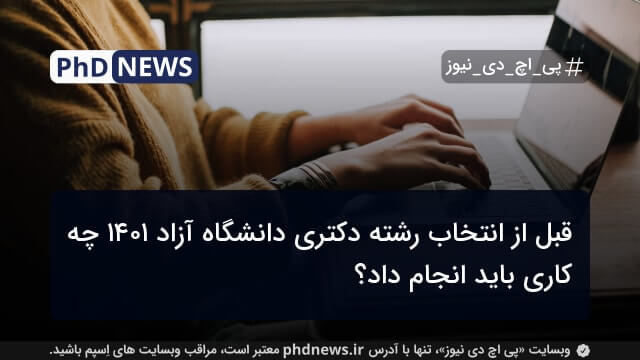 PhD NEWS
#پی_اچ_دی_نیوز
قبل از انتخاب رشته دکتری دانشگاه آزاد ۱۴۰۱ چه
کاری باید انجام داد؟
وبسایت «پی اچ دی نیوز»، تنها با آدرس phdnews.ir معتبر است، مراقب وبسایت های اِسپم باشید.